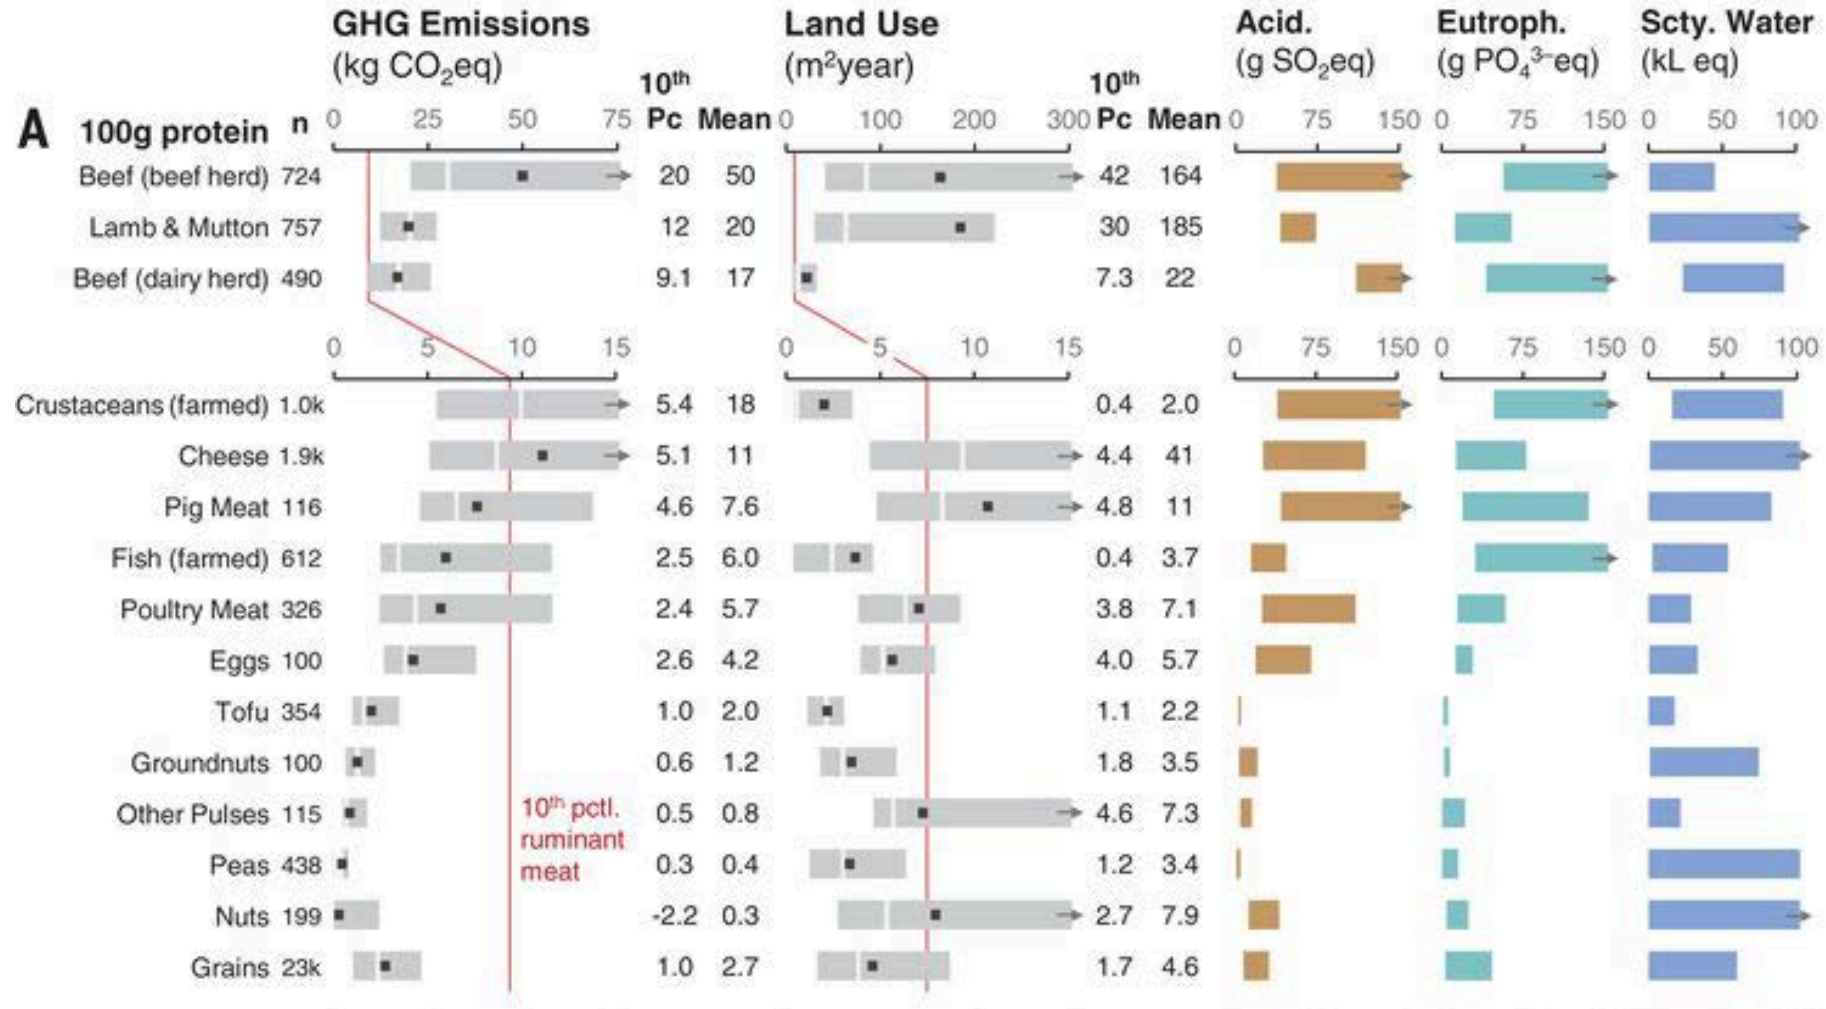 GHG Emissions Land Use Acid. Eutroph. Scty. Water
(kg CO₂eq) (m²year) (g SO₂eq) (g PO₄³⁻eq) (kL eq)
10th 10th
A 100g protein n 0 25 50 75 Pc Mean 0 100 200 300 Pc Mean 0 75 150 0 75 150 0 50 100
Beef (beef herd) 724 20 50 42 164
Lamb & Mutton 757 12 20 30 185
Beef (dairy herd) 490 9.1 17 7.3 22
0 5 10 15 0 5 10 15 0 75 150 0 75 150 0 50 100
Crustaceans (farmed) 1.0k 5.4 18 0.4 2.0
Cheese 1.9k 5.1 11 4.4 41
Pig Meat 116 4.6 7.6 4.8 11
Fish (farmed) 612 2.5 6.0 0.4 3.7
Poultry Meat 326 2.4 5.7 3.8 7.1
Eggs 100 2.6 4.2 4.0 5.7
Tofu 354 1.0 2.0 1.1 2.2
Groundnuts 100 0.6 1.2 1.8 3.5
Other Pulses 115 0.5 0.8 4.6 7.3
10th pctl.
ruminant
meat
Peas 438 0.3 0.4 1.2 3.4
Nuts 199 -2.2 0.3 2.7 7.9
Grains 23k 1.0 2.7 1.7 4.6